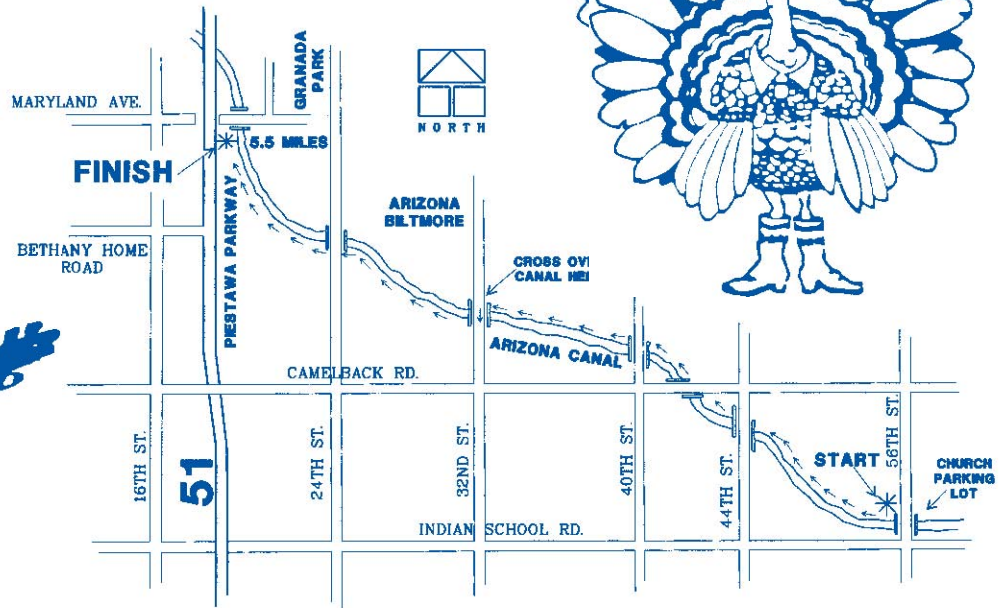 GRANADA
PARK
NORTH
MARYLAND AVE.
5.5 MILES
FINISH
ARIZONA
BILTMORE
BETHANY HOME
ROAD
PIESTAWA PARKWAY
CROSS OV
CANAL HE
ARIZONA CANAL
CAMELBACK RD.
16TH ST.
51
24TH ST.
32ND ST.
40TH ST.
44TH ST.
START
56TH ST.
CHURCH
PARKING
LOT
INDIAN SCHOOL RD.